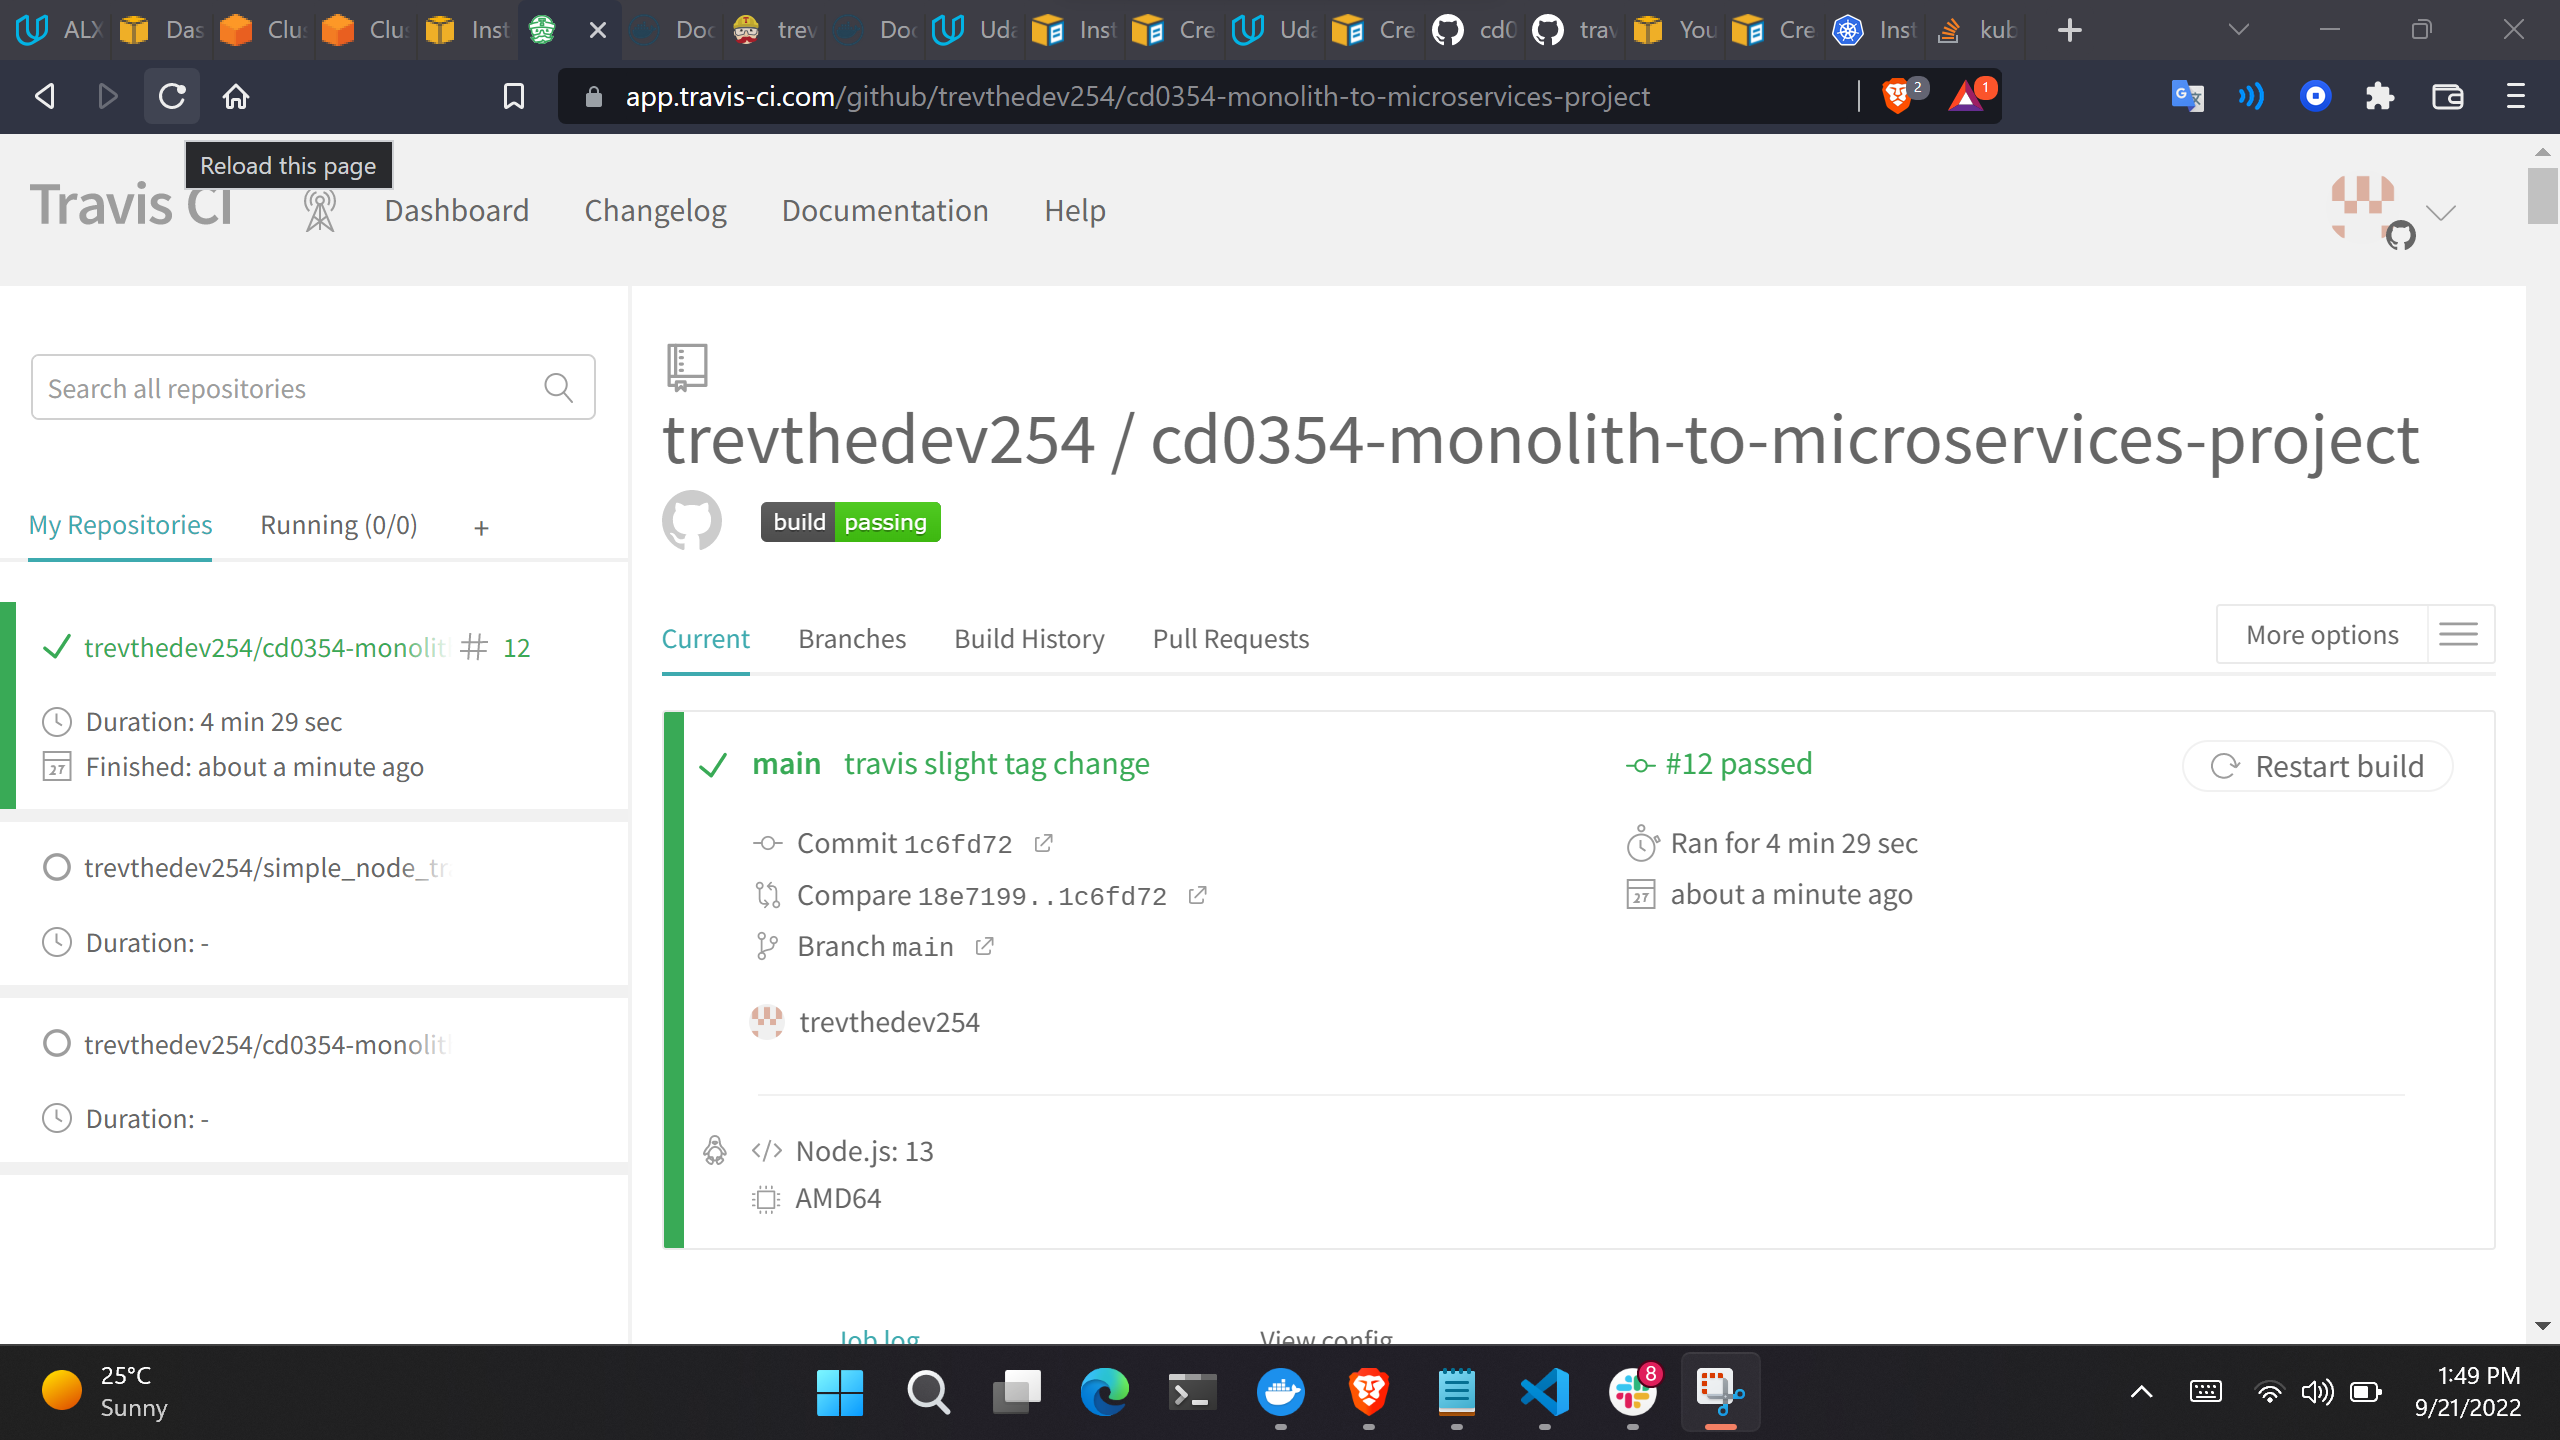 ALX Das Clus Clus Inst Doc trev Doc Uda Inst Cre Uda Cre cd0 trav You Cre Inst kub
app.travis-ci.com/github/trevthedev254/cd0354-monolith-to-microservices-project 2 1
Reload this page
Travis CI Dashboard Changelog Documentation Help
Search all repositories
My Repositories Running (0/0) +
trevthedev254/cd0354-monolit # 12
Duration: 4 min 29 sec
Finished: about a minute ago
trevthedev254/simple_node_tr
Duration: -
trevthedev254/cd0354-monolit
Duration: -
trevthedev254 / cd0354-monolith-to-microservices-project
build passing
Current Branches Build History Pull Requests More options
main travis slight tag change #12 passed Restart build
Commit 1c6fd72 Ran for 4 min 29 sec
Compare 18e7199..1c6fd72 about a minute ago
Branch main
trevthedev254
Node.js: 13
AMD64
Job log View config
25°C
Sunny
8
1:49 PM
9/21/2022